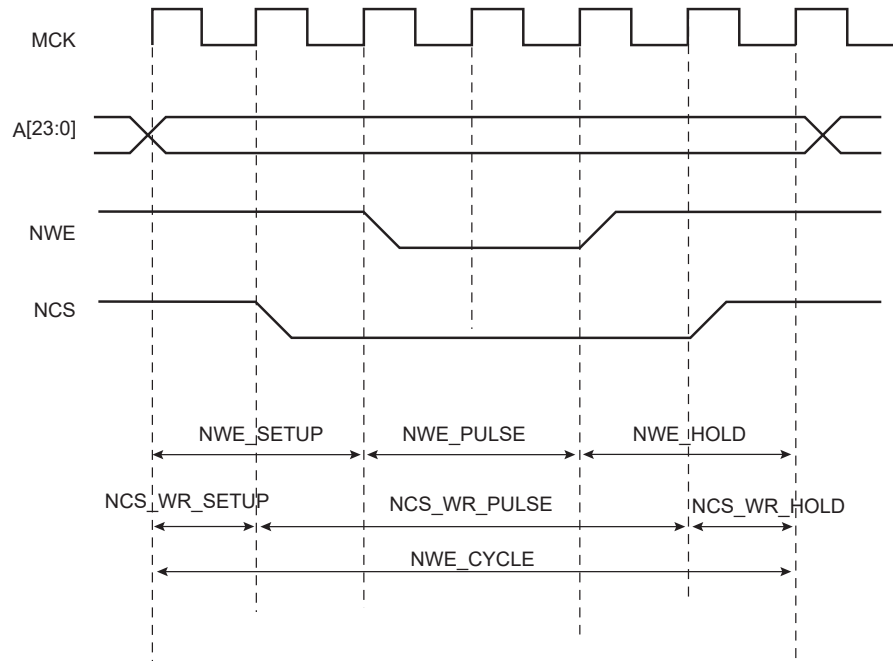 MCK
A[23:0]
NWE
NCS
NWE_SETUP NWE_PULSE NWE_HOLD
NCS_WR_SETUP NCS_WR_PULSE NCS_WR_HOLD
NWE_CYCLE